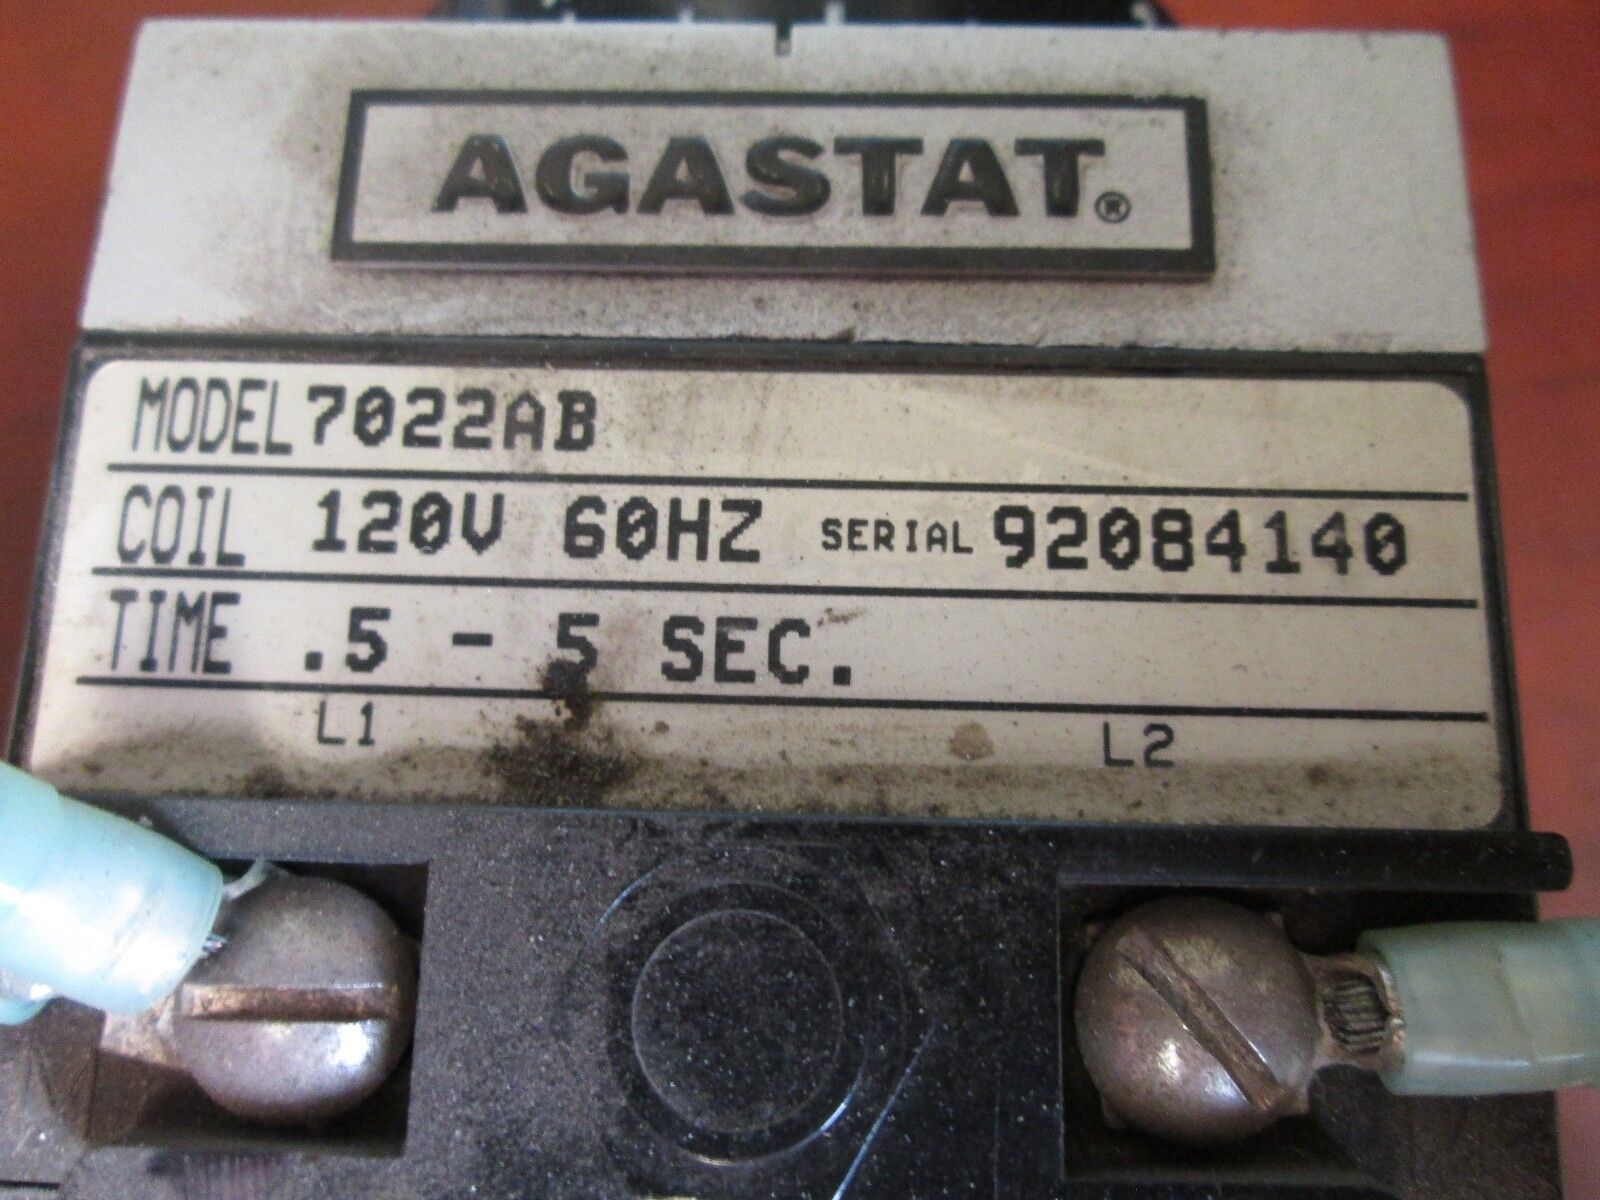 AGASTAT®
MODEL 7022AB
COIL 120V 60HZ SERIAL 92084140
TIME .5 - 5 SEC.
L1 L2